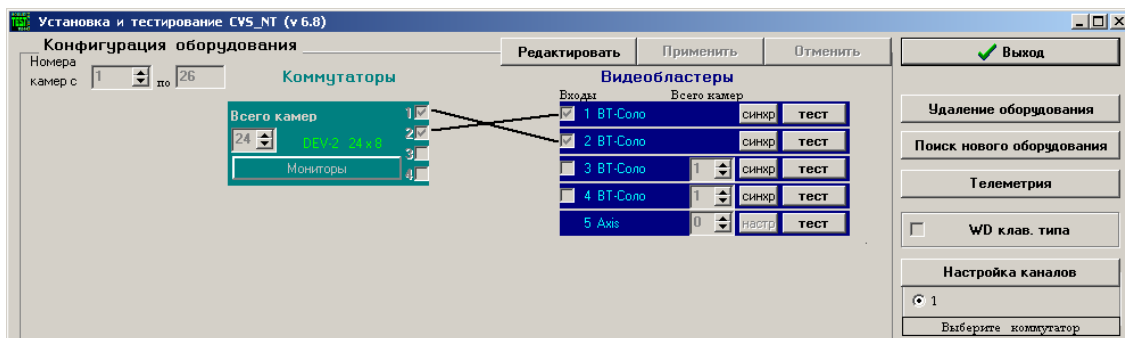 TEST Установка и тестирование CVS_NT (v 6.8)
Конфигурация оборудования
Редактировать Применить Отменить
Выход
Номера
камер с 1 по 26
Коммутаторы
Видеобластеры
Входы Всего камер
Всего камер 1
24 DEV-2 24 x 8 2
3
Мониторы 4
1 BT-Соло синхр тест
2 BT-Соло синхр тест
3 BT-Соло 1 синхр тест
4 BT-Соло 1 синхр тест
5 Axis 0 настр тест
Удаление оборудования
Поиск нового оборудования
Телеметрия
WD клав. типа
Настройка каналов
1
Выберите коммутатор